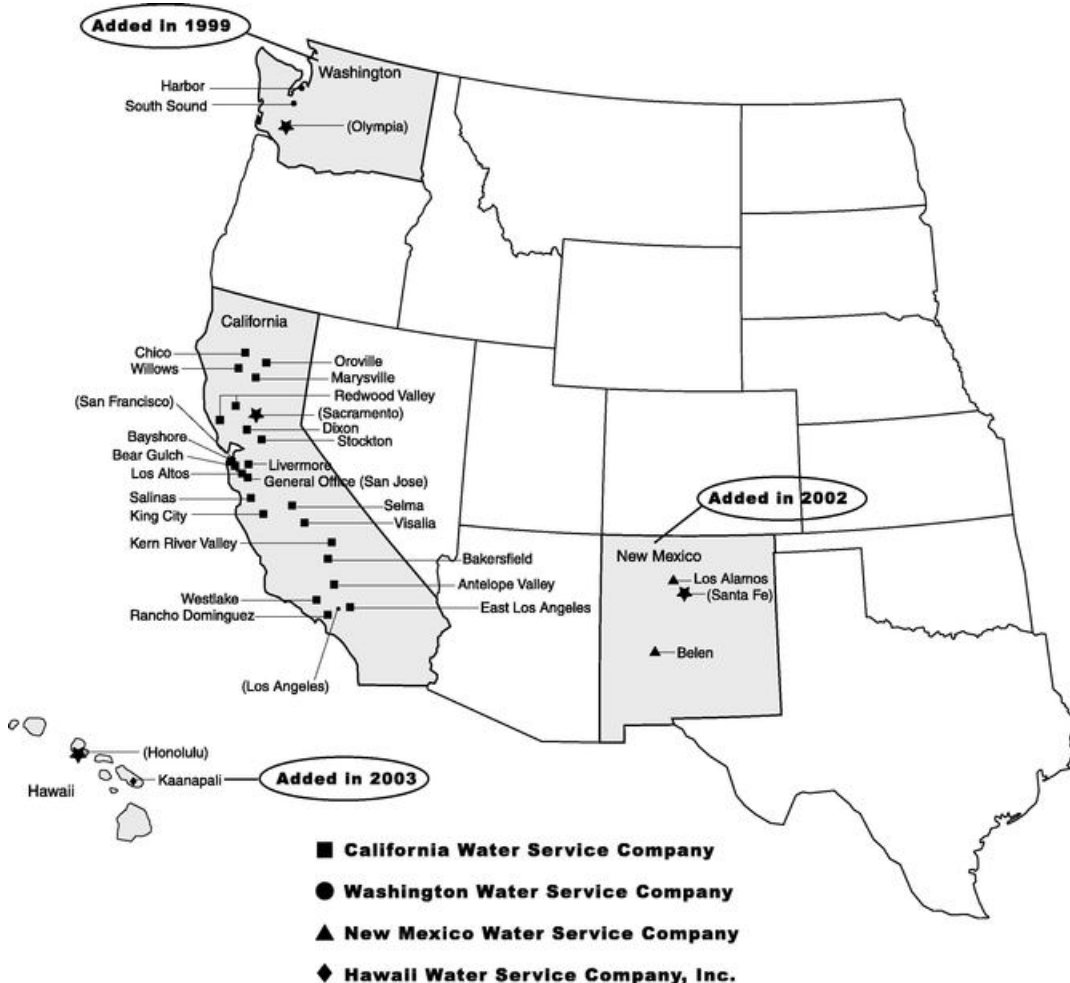 Added in 1999
Washington
Harbor
South Sound
(Olympia)
California
Chico
Willows
Oroville
Marysville
(San Francisco)
Redwood Valley
(Sacramento)
Dixon
Stockton
Bayshore
Bear Gulch
Los Altos
Livermore
General Office (San Jose)
Salinas
King City
Selma
Visalia
Added in 2002
Kern River Valley
Bakersfield
Antelope Valley
Westlake
East Los Angeles
Rancho Dominguez
(Los Angeles)
New Mexico
Los Alamos
(Santa Fe)
Belen
(Honolulu)
Kaanapali
Added in 2003
Hawaii
California Water Service Company
Washington Water Service Company
New Mexico Water Service Company
Hawaii Water Service Company, Inc.